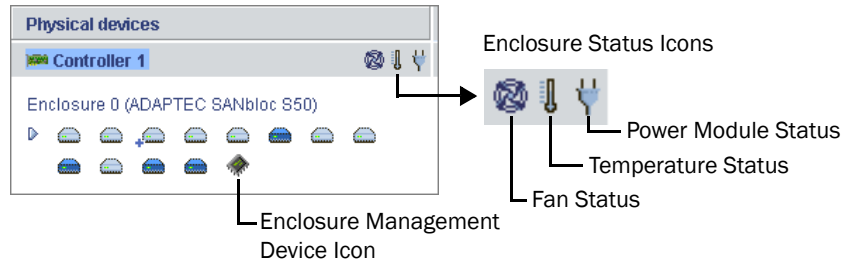 Physical devices
Controller 1
Enclosure 0 (ADAPTEC SANbloc S50)
Enclosure Status Icons
Power Module Status
Temperature Status
Fan Status
Enclosure Management
Device Icon